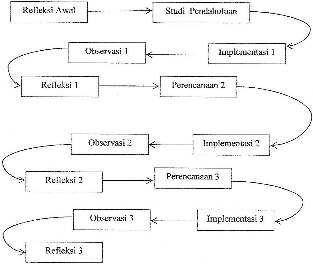 Refleksi Awal
Studi Pendahuluan
Observasi 1
Implementasi 1
Refleksi 1
Perencanaan 2
Observasi 2
Implementasi 2
Refleksi 2
Perencanaan 3
Observasi 3
Implementasi 3
Refleksi 3